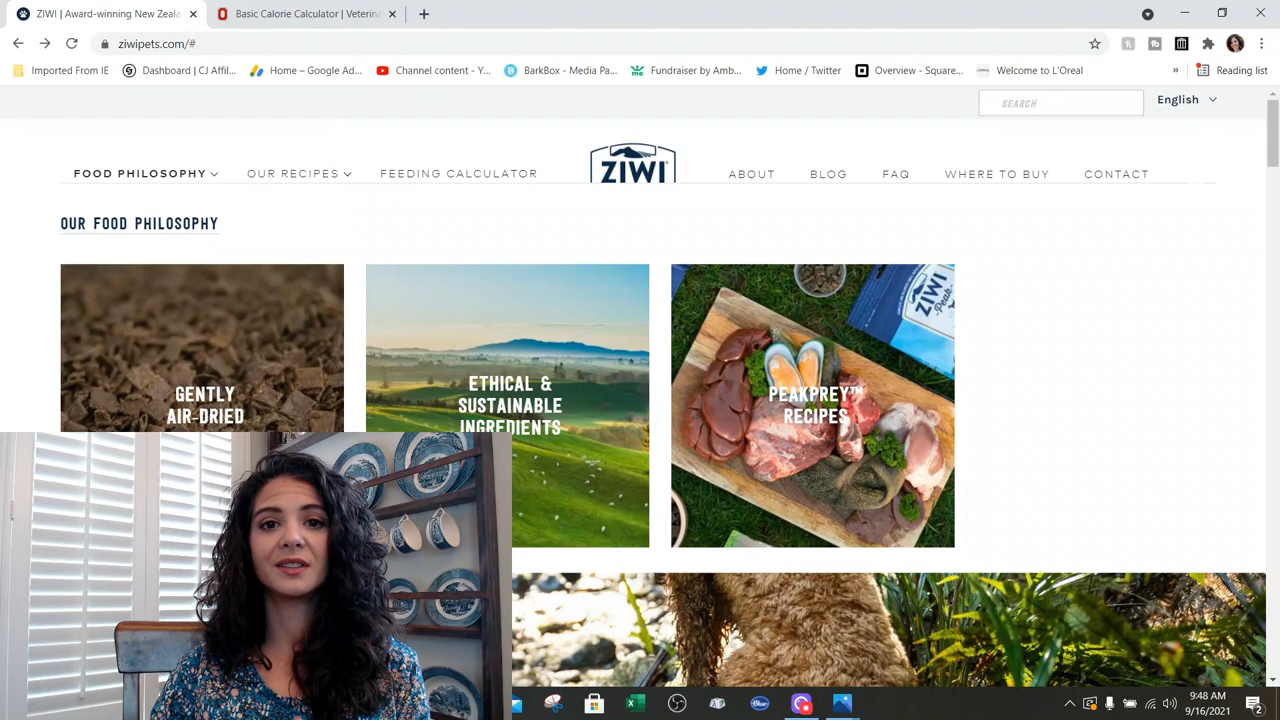 ZIWI | Award-winning New Zeala
Basic Calorie Calculator | Veterina
ziwipets.com/#
Imported From IE
Dashboard | CJ Affil...
Home – Google Ad...
Channel content - Y...
BarkBox - Media Pa...
Fundraiser by Amb...
Home / Twitter
Overview - Square...
Welcome to L'Oreal
»
Reading list
SEARCH
English
FOOD PHILOSOPHY
OUR RECIPES
FEEDING CALCULATOR
ZIWI
ABOUT
BLOG
FAQ
WHERE TO BUY
CONTACT
OUR FOOD PHILOSOPHY
GENTLY
AIR-DRIED
ETHICAL &
SUSTAINABLE
INGREDIENTS
ZIWI
Peak
PEAKPREY™
RECIPES
9:48 AM
9/16/2021
2